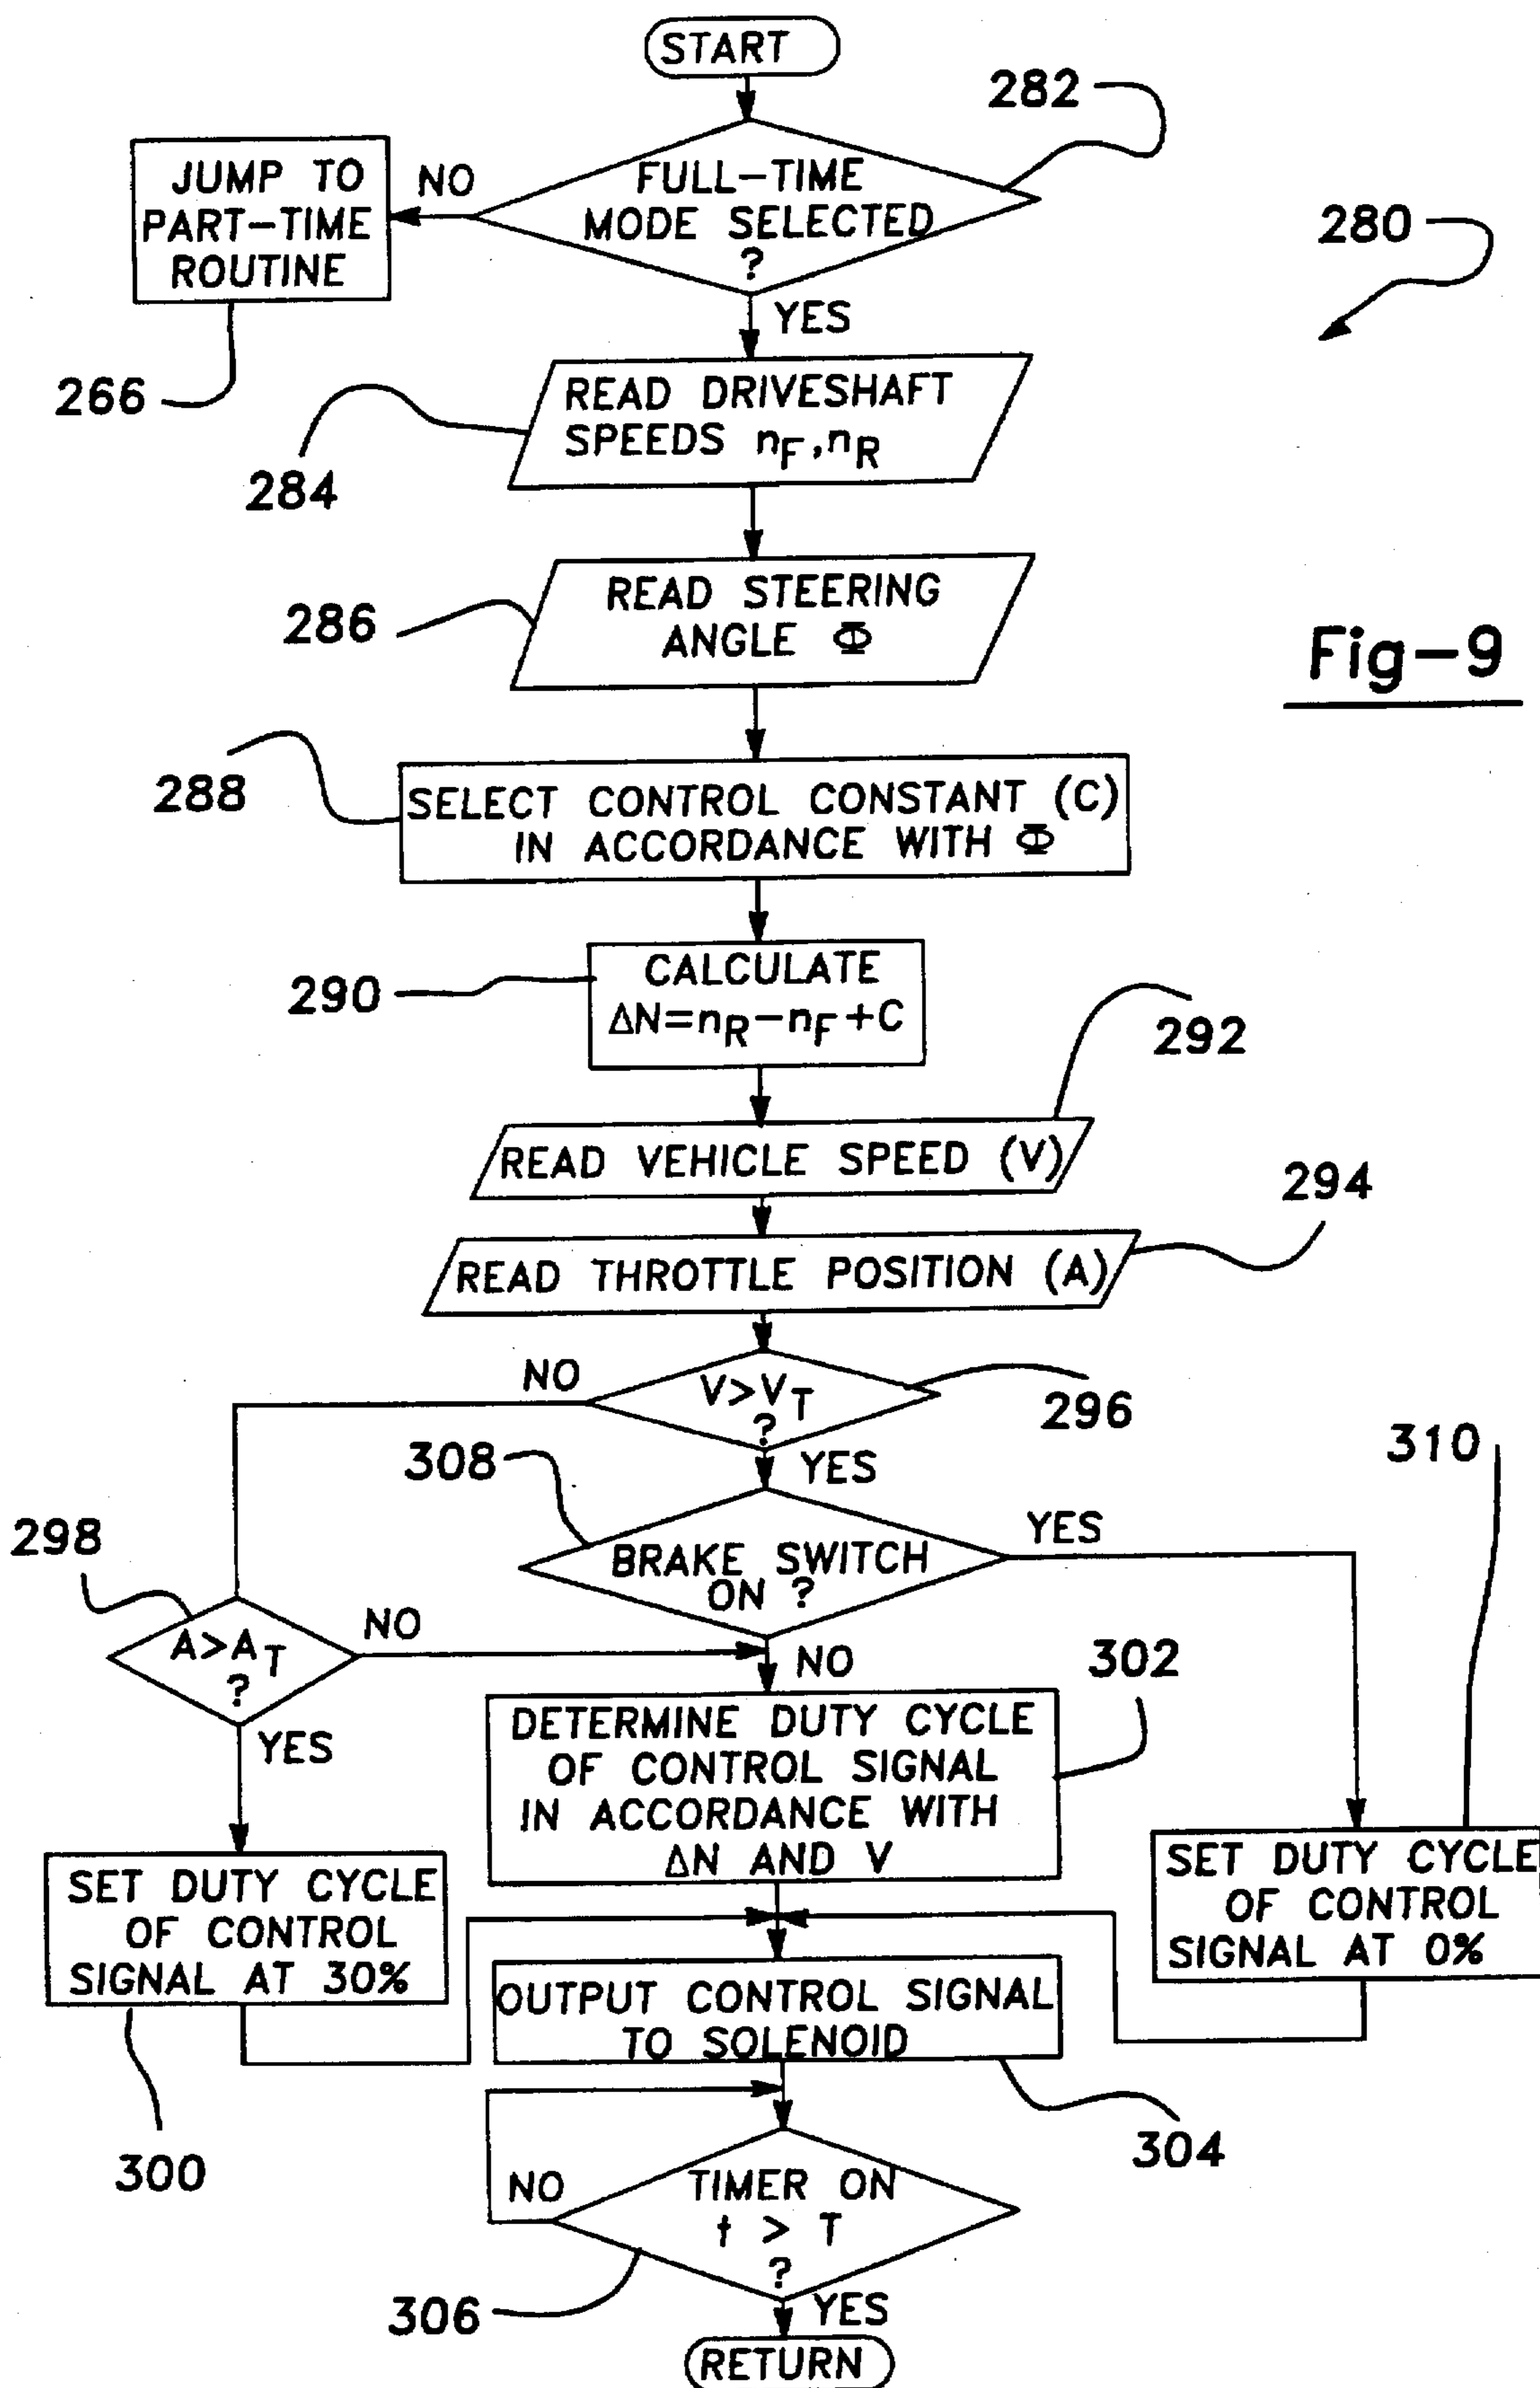 START
282
FULL-TIME
MODE SELECTED
?
NO
JUMP TO
PART-TIME
ROUTINE
280
YES
266
READ DRIVESHAFT
SPEEDS nF,nR
284
READ STEERING
ANGLE Φ
286
Fig-9
288
SELECT CONTROL CONSTANT (C)
IN ACCORDANCE WITH Φ
290
CALCULATE
ΔN=nR-nF+C
292
READ VEHICLE SPEED (V)
294
READ THROTTLE POSITION (A)
NO
V>VT
?
296
308
YES
310
298
BRAKE SWITCH
ON ?
YES
A>AT
?
NO
NO
302
YES
DETERMINE DUTY CYCLE
OF CONTROL SIGNAL
IN ACCORDANCE WITH
ΔN AND V
SET DUTY CYCLE
OF CONTROL
SIGNAL AT 30%
SET DUTY CYCLE
OF CONTROL
SIGNAL AT 0%
OUTPUT CONTROL SIGNAL
TO SOLENOID
300
304
NO
TIMER ON
t > T
?
306
YES
RETURN